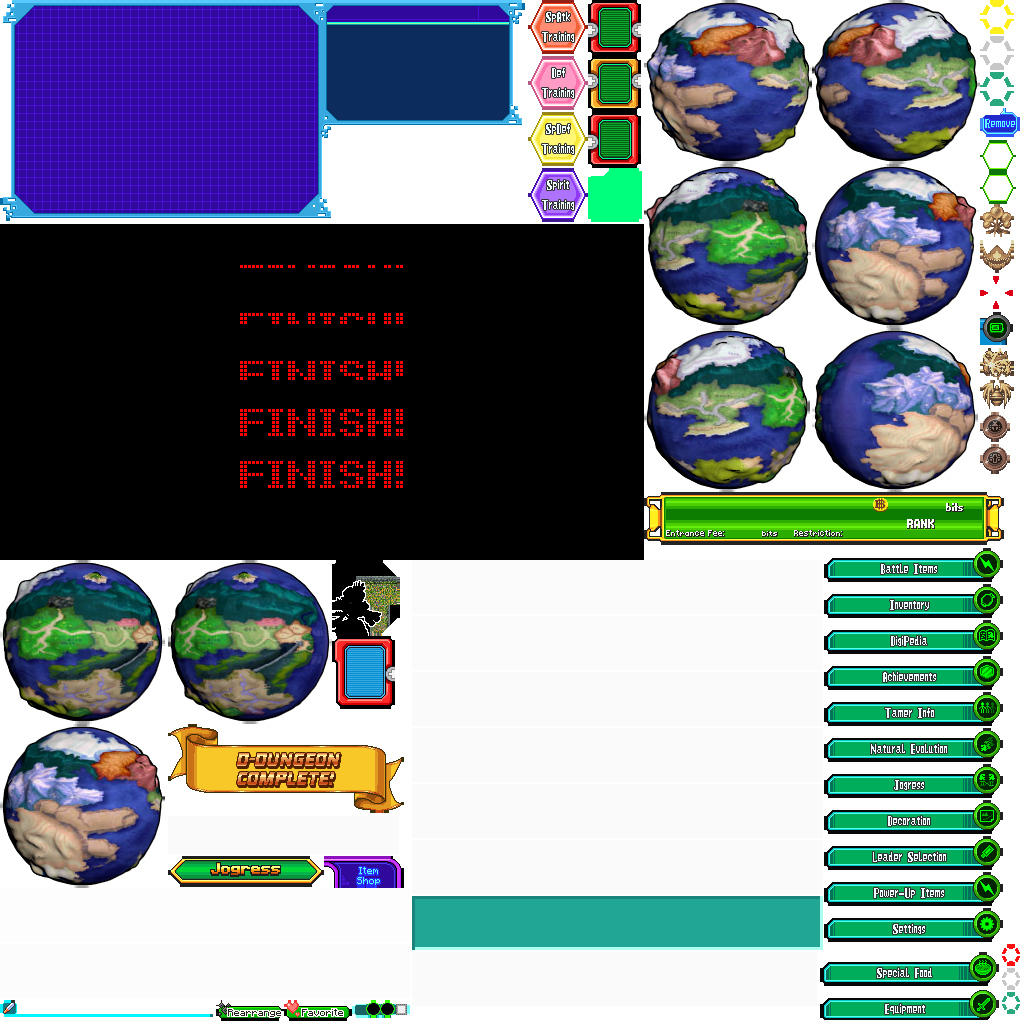 SpAtk
Training
Def
Training
SpDef
Training
Spirit
Training
Remove
FINISH!
FINISH!
FINISH!
bits
RANK
Entrance Fee: bits Restriction:
Battle Items
Inventory
DigiPedia
Achievements
Tamer Info
Natural Evolution
Jogress
Decoration
Leader Selection
Power-Up Items
Settings
Special Food
Equipment
D-DUNGEON
COMPLETE!
Jogress
Item
Shop
Rearrange
Favorite